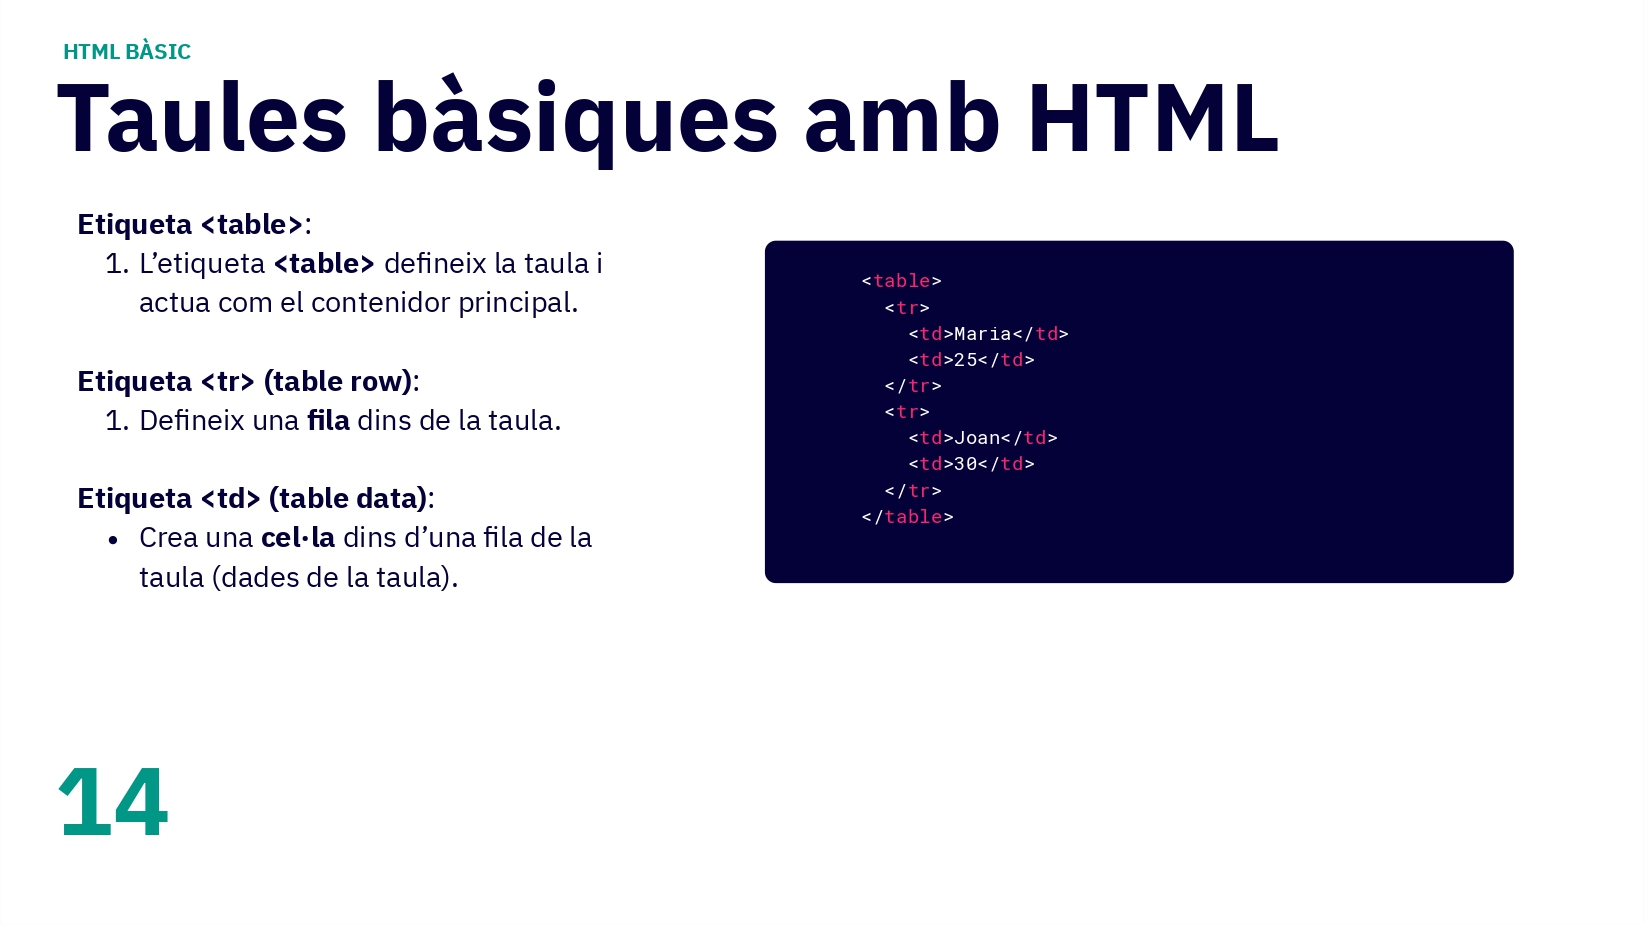 HTML BÀSIC
Taules bàsiques amb HTML
Etiqueta <table>:
1. L’etiqueta <table> defineix la taula i
actua com el contenidor principal.
Etiqueta <tr> (table row):
1. Defineix una fila dins de la taula.
Etiqueta <td> (table data):
• Crea una cel·la dins d’una fila de la
taula (dades de la taula).
<table>
  <tr>
    <td>Maria</td>
    <td>25</td>
  </tr>
  <tr>
    <td>Joan</td>
    <td>30</td>
  </tr>
</table>
14